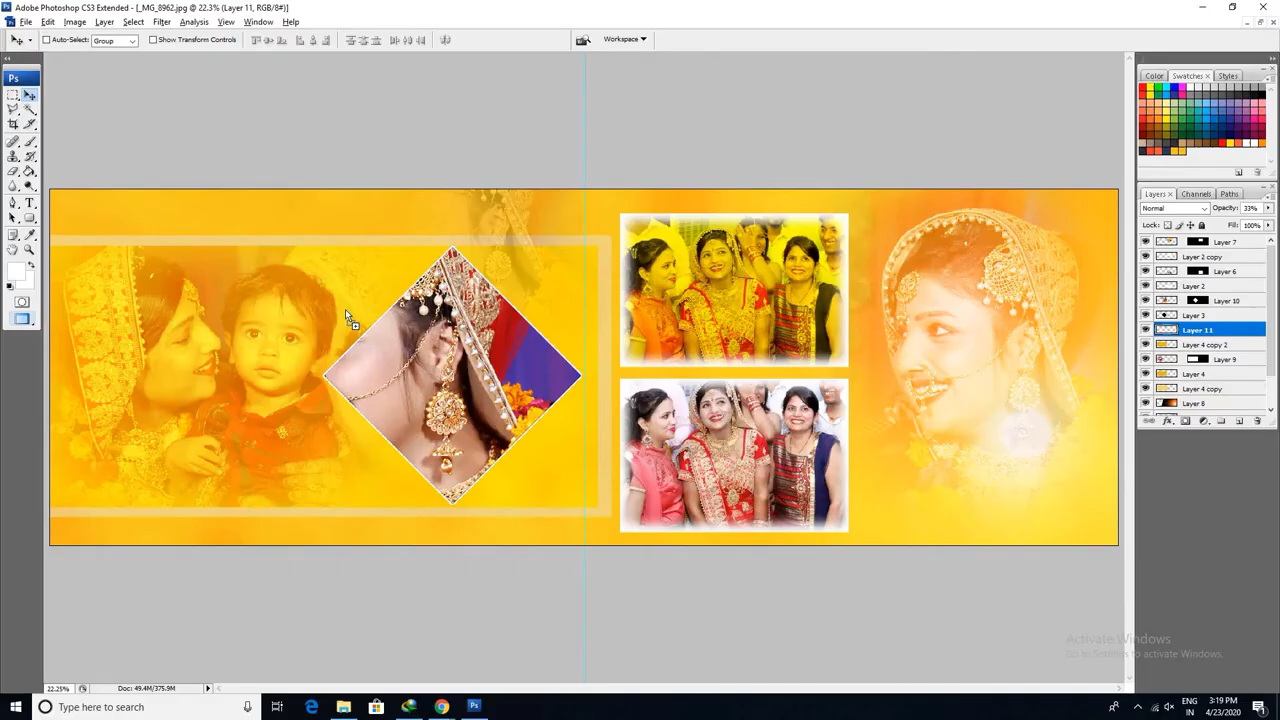 Adobe Photoshop CS3 Extended - [_MG_8962.jpg @ 22.3% (Layer 11, RGB/8#)]
File Edit Image Layer Select Filter Analysis View Window Help
Auto-Select: Group Show Transform Controls Workspace
Ps
Color Swatches Styles
Layers Channels Paths
Normal Opacity: 33%
Lock: Fill: 100%
Layer 7
Layer 2 copy
Layer 6
Layer 2
Layer 10
Layer 3
Layer 11
Layer 4 copy 2
Layer 9
Layer 4
Layer 4 copy
Layer 8
Activate Windows
Go to Settings to activate Windows.
22.25% Doc: 49.4M/375.9M
Type here to search
ENG
IN
3:19 PM
4/23/2020